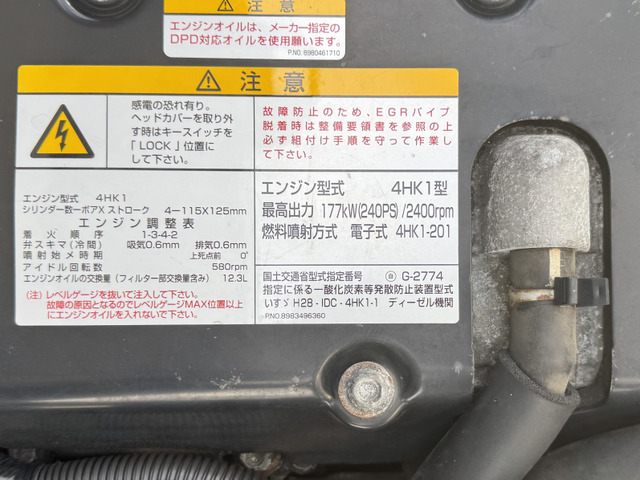 注意
エンジンオイルは、メーカー指定の
DPD対応オイルを使用願います。
P.NO. 8980461710
注意
感電の恐れ有り。
ヘッドカバーを取り外
す時はキースイッチを
「LOCK」位置に
して下さい。
故障防止のため、EGRパイプ
脱着時は整備要領書を参照の上
必ず組付け手順を守って作業し
て下さい。
エンジン型式 4HK1
シリンダー数ーボアXストローク 4ー115X125mm
エンジン調整表
着火順序 1-3-4-2
弁スキマ(冷間) 吸気0.6mm 排気0.6mm
噴射始メ時期 上死点前 0°
アイドル回転数 580rpm
エンジンオイルの交換量(フィルター部交換量含み) 12.3L
(注)レベルゲージを抜いて注入して下さい。
故障の原因となるのでレベルゲージMAX位置以上
にエンジンオイルを入れないで下さい。
エンジン型式 4HK1型
最高出力 177kW(240PS)/2400rpm
燃料噴射方式 電子式 4HK1-201
国土交通省型式指定番号 G-2774
指定に係る一酸化炭素等発散防止装置型式
いすゞ H28-IDC-4HK1-1 ディーゼル機関
P.NO.8983496360